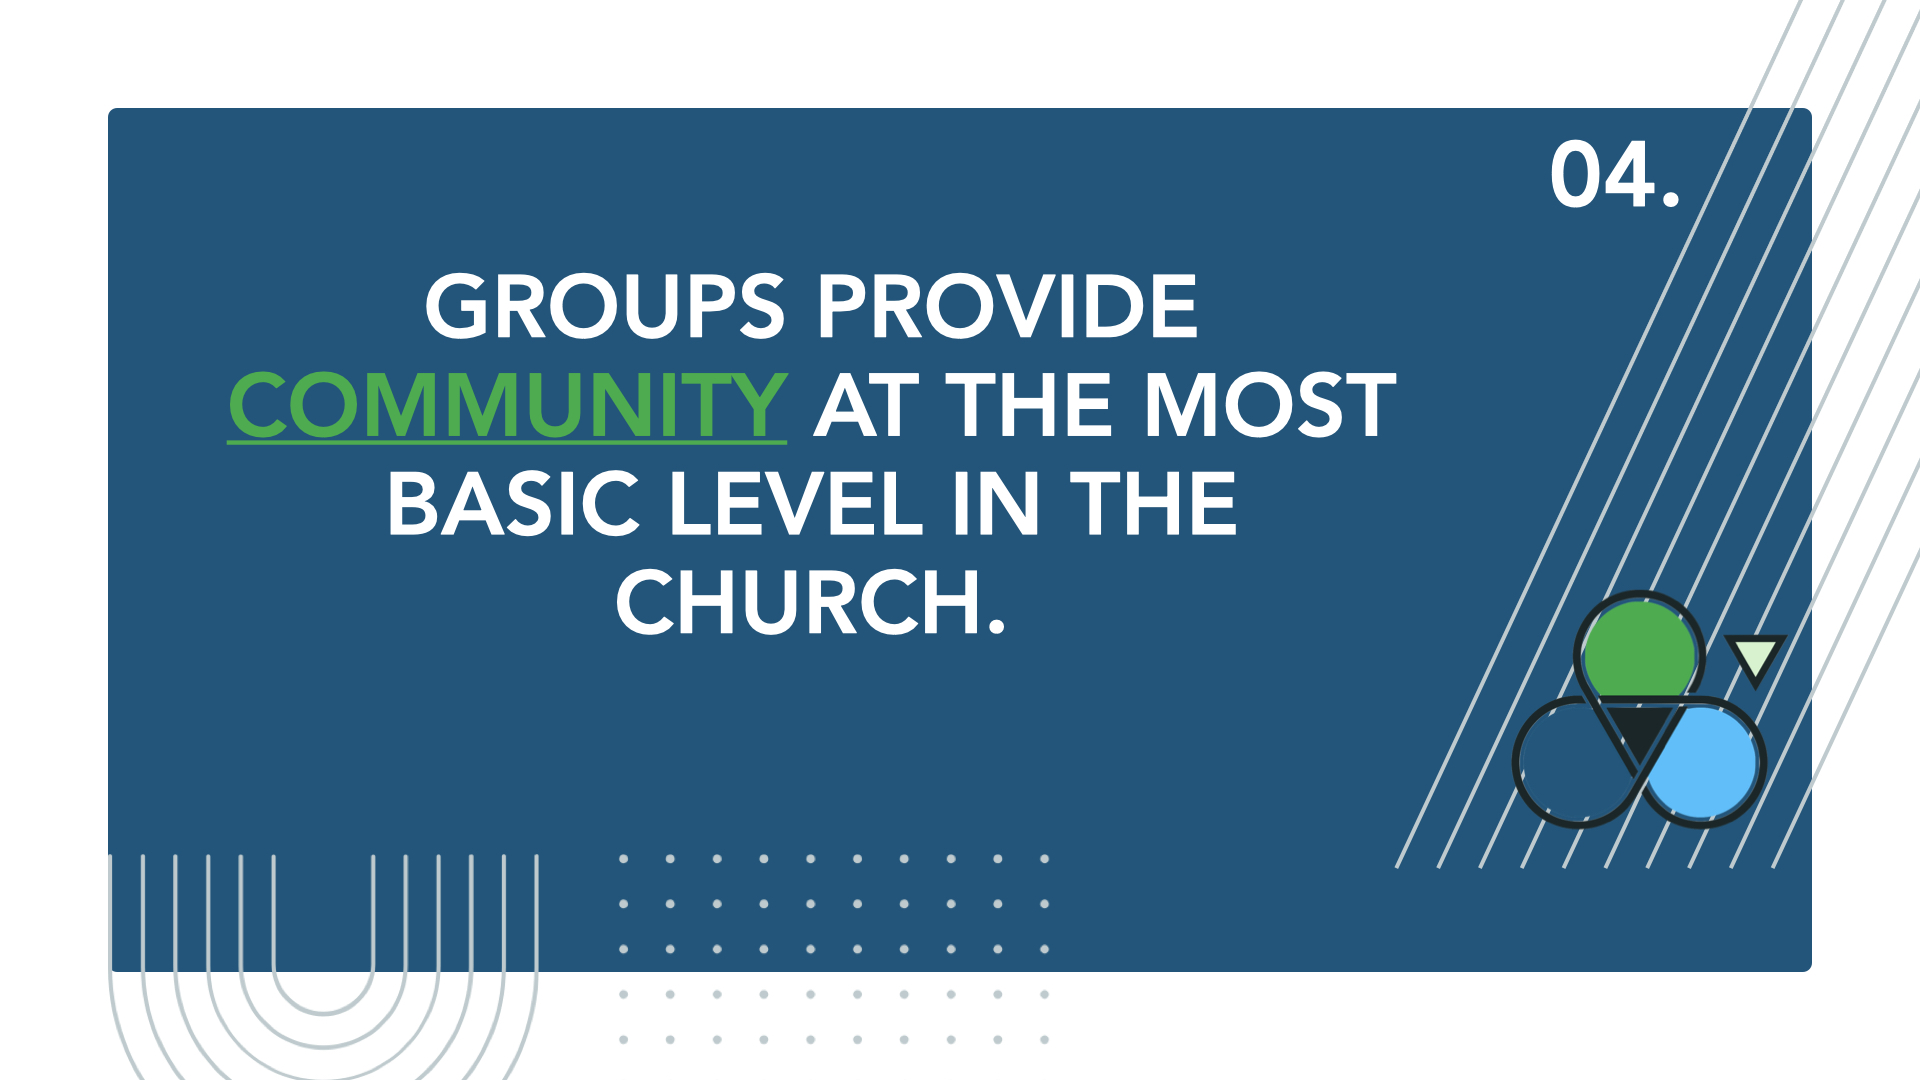 04.
GROUPS PROVIDE
COMMUNITY AT THE MOST
BASIC LEVEL IN THE
CHURCH.